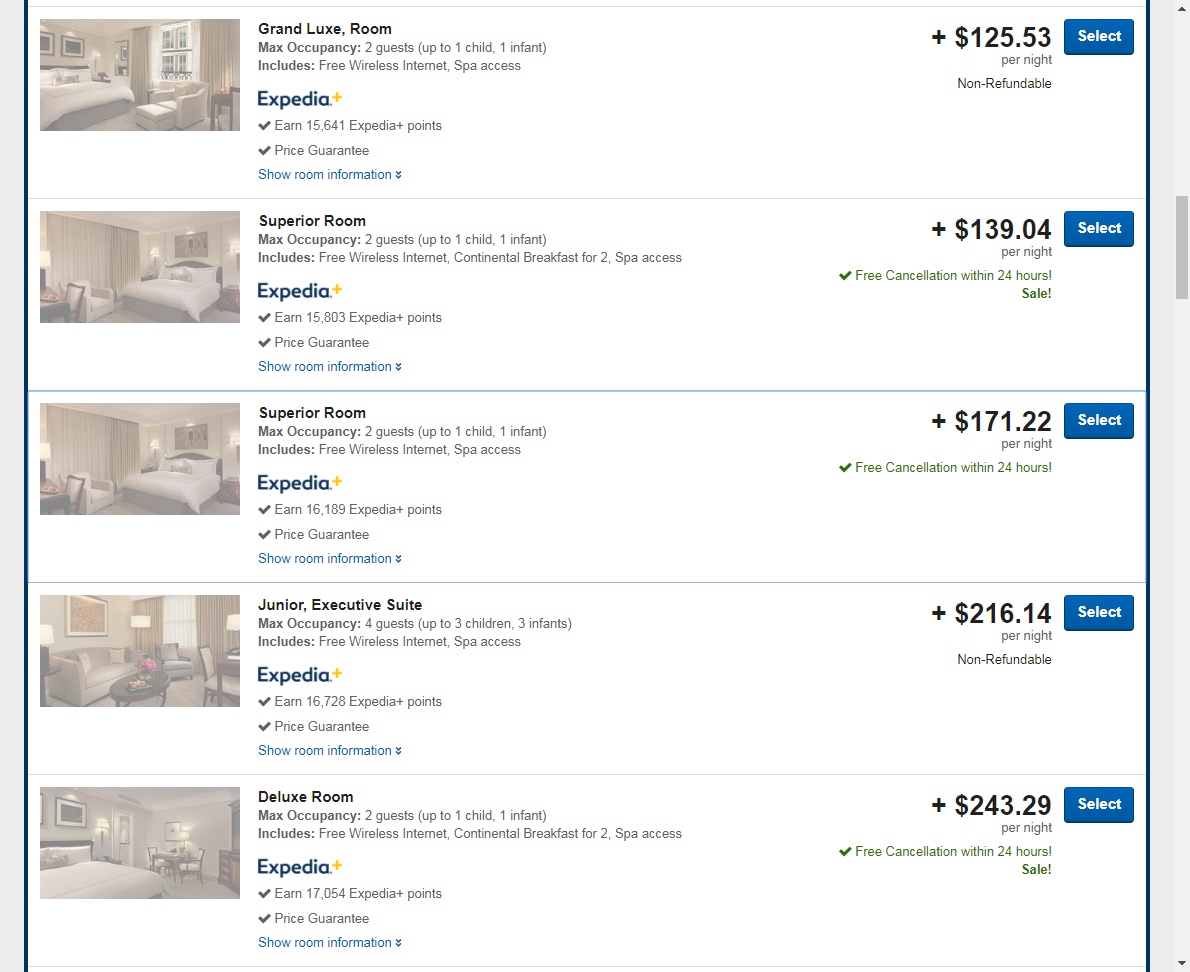 Grand Luxe, Room
Max Occupancy: 2 guests (up to 1 child, 1 infant)
Includes: Free Wireless Internet, Spa access
Expedia+
Earn 15,641 Expedia+ points
Price Guarantee
Show room information
+ $125.53
per night
Non-Refundable
Select
Superior Room
Max Occupancy: 2 guests (up to 1 child, 1 infant)
Includes: Free Wireless Internet, Continental Breakfast for 2, Spa access
Expedia+
Earn 15,803 Expedia+ points
Price Guarantee
Show room information
+ $139.04
per night
Free Cancellation within 24 hours!
Sale!
Select
Superior Room
Max Occupancy: 2 guests (up to 1 child, 1 infant)
Includes: Free Wireless Internet, Spa access
Expedia+
Earn 16,189 Expedia+ points
Price Guarantee
Show room information
+ $171.22
per night
Free Cancellation within 24 hours!
Select
Junior, Executive Suite
Max Occupancy: 4 guests (up to 3 children, 3 infants)
Includes: Free Wireless Internet, Spa access
Expedia+
Earn 16,728 Expedia+ points
Price Guarantee
Show room information
+ $216.14
per night
Non-Refundable
Select
Deluxe Room
Max Occupancy: 2 guests (up to 1 child, 1 infant)
Includes: Free Wireless Internet, Continental Breakfast for 2, Spa access
Expedia+
Earn 17,054 Expedia+ points
Price Guarantee
Show room information
+ $243.29
per night
Free Cancellation within 24 hours!
Sale!
Select